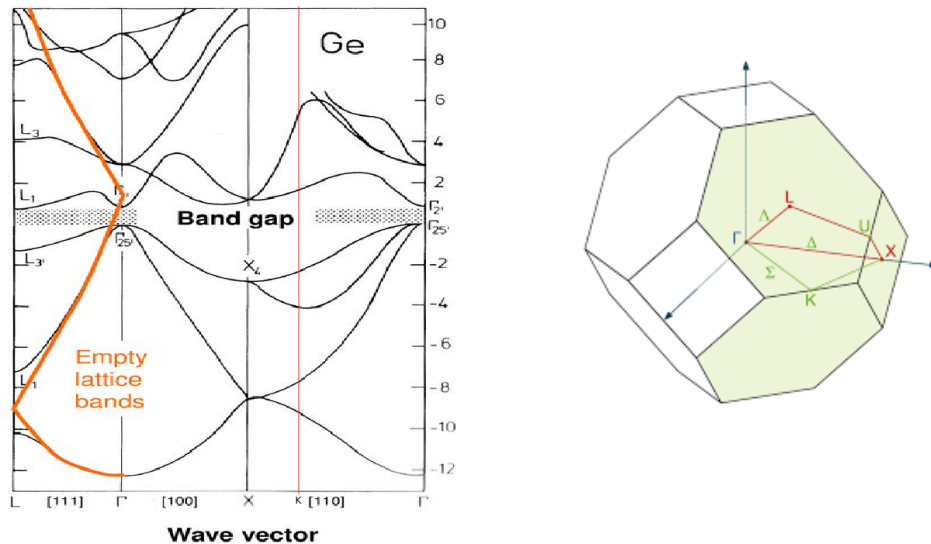 Ge
10
8
6
4
2
-2
-4
-6
-8
-10
-12
L₃
L₁
L₃'
L₁
Γ₂₅'
X₄
Γ₂'
Γ₂₅'
Band gap
Empty
lattice
bands
L [111] Γ [100] X K [110] Γ
Wave vector
L
Λ
U
Γ
Δ
X
Σ
K